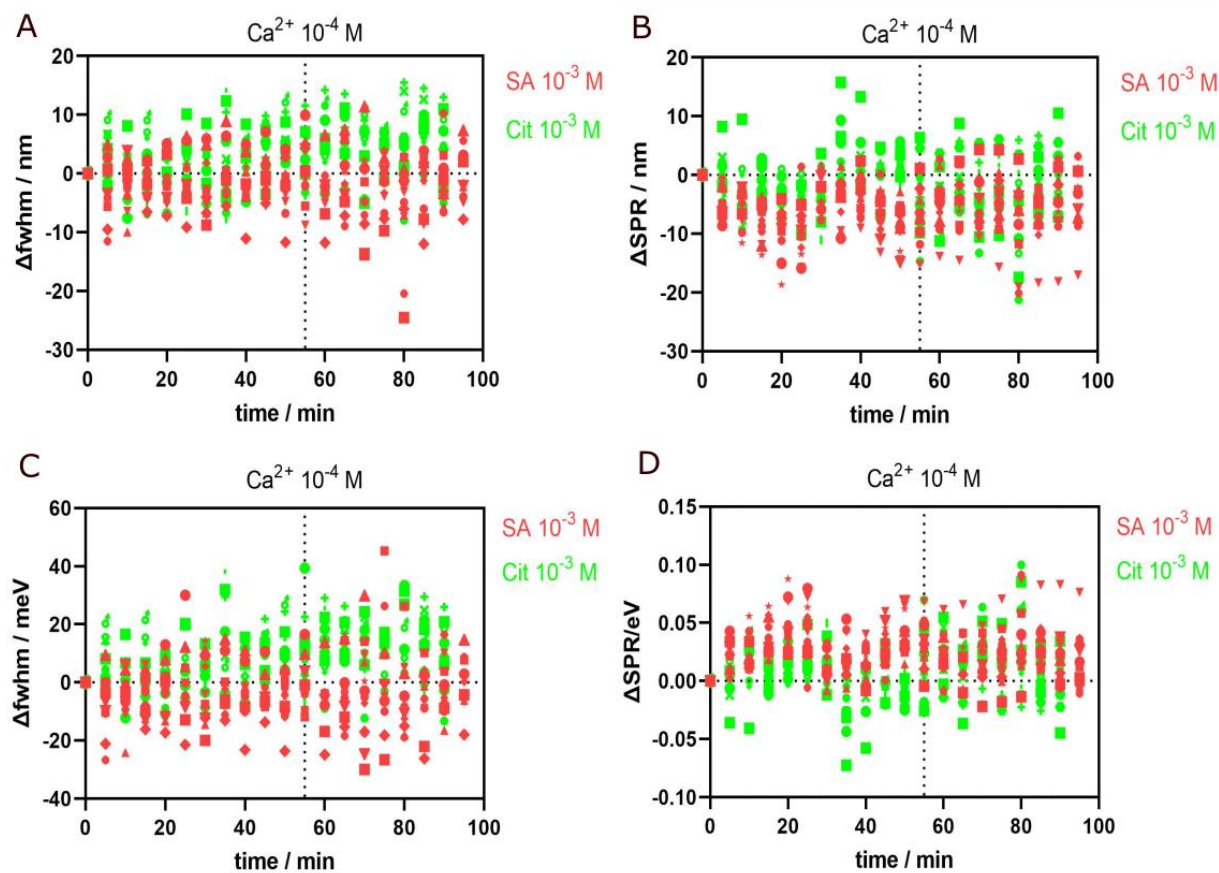 A
Ca²⁺ 10⁻⁴ M
20
10
0
-10
-20
-30
Δfwhm / nm
0 20 40 60 80 100
time / min
SA 10⁻³ M
Cit 10⁻³ M
B
Ca²⁺ 10⁻⁴ M
20
10
0
-10
-20
-30
ΔSPR / nm
0 20 40 60 80 100
time / min
SA 10⁻³ M
Cit 10⁻³ M
C
Ca²⁺ 10⁻⁴ M
60
40
20
0
-20
-40
Δfwhm / meV
0 20 40 60 80 100
time / min
SA 10⁻³ M
Cit 10⁻³ M
D
Ca²⁺ 10⁻⁴ M
0.15
0.10
0.05
0.00
-0.05
-0.10
ΔSPR/eV
0 20 40 60 80 100
time / min
SA 10⁻³ M
Cit 10⁻³ M